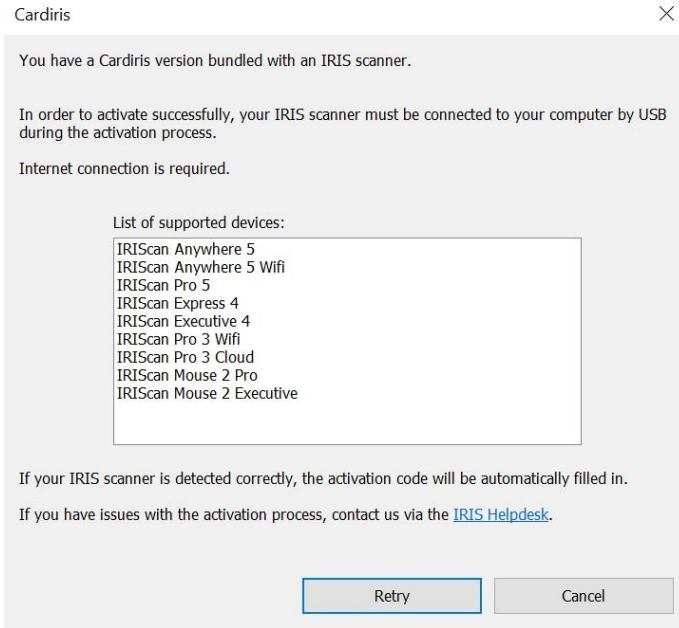 Cardiris
You have a Cardiris version bundled with an IRIS scanner.
In order to activate successfully, your IRIS scanner must be connected to your computer by USB
during the activation process.
Internet connection is required.
List of supported devices:
IRIScan Anywhere 5
IRIScan Anywhere 5 Wifi
IRIScan Pro 5
IRIScan Express 4
IRIScan Executive 4
IRIScan Pro 3 Wifi
IRIScan Pro 3 Cloud
IRIScan Mouse 2 Pro
IRIScan Mouse 2 Executive
If your IRIS scanner is detected correctly, the activation code will be automatically filled in.
If you have issues with the activation process, contact us via the IRIS Helpdesk.
Retry Cancel